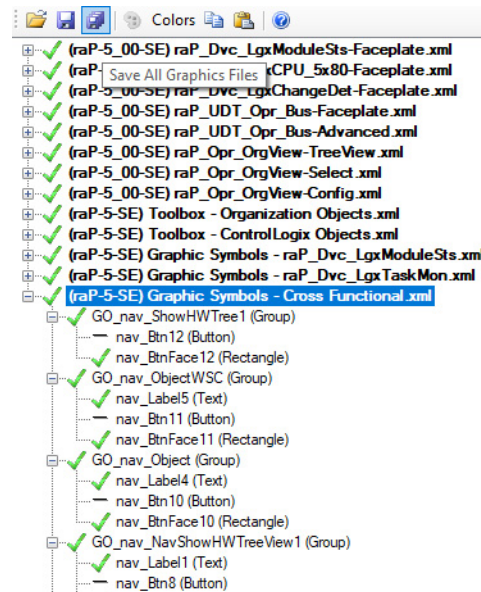 Colors
(raP-5_00-SE) raP_Dvc_LgxModuleSts-Faceplate.xml
(raP- xCPU_5x80-Faceplate.xml
Save All Graphics Files
(raP-5_00-SE) raP_Dvc_LgxChangeDet-Faceplate.xml
(raP-5_00-SE) raP_UDT_Opr_Bus-Faceplate.xml
(raP-5_00-SE) raP_UDT_Opr_Bus-Advanced.xml
(raP-5_00-SE) raP_Opr_OrgView-TreeView.xml
(raP-5_00-SE) raP_Opr_OrgView-Select.xml
(raP-5_00-SE) raP_Opr_OrgView-Config.xml
(raP-5-SE) Toolbox - Organization Objects.xml
(raP-5-SE) Toolbox - ControlLogix Objects.xml
(raP-5-SE) Graphic Symbols - raP_Dvc_LgxModuleSts.xml
(raP-5-SE) Graphic Symbols - raP_Dvc_LgxTaskMon.xml
(raP-5-SE) Graphic Symbols - Cross Functional.xml
GO_nav_ShowHWTree1 (Group)
nav_Btn12 (Button)
nav_BtnFace12 (Rectangle)
GO_nav_ObjectWSC (Group)
nav_Label5 (Text)
nav_Btn11 (Button)
nav_BtnFace11 (Rectangle)
GO_nav_Object (Group)
nav_Label4 (Text)
nav_Btn10 (Button)
nav_BtnFace10 (Rectangle)
GO_nav_NavShowHWTreeView1 (Group)
nav_Label1 (Text)
nav_Btn8 (Button)